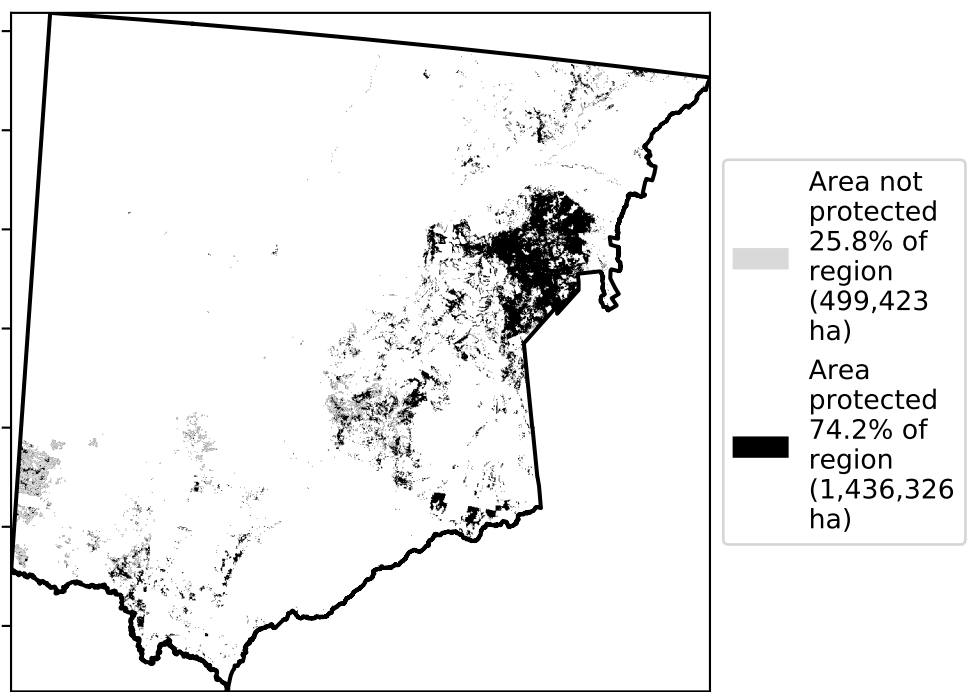 Area not
protected
25.8% of
region
(499,423
ha)
Area
protected
74.2% of
region
(1,436,326
ha)